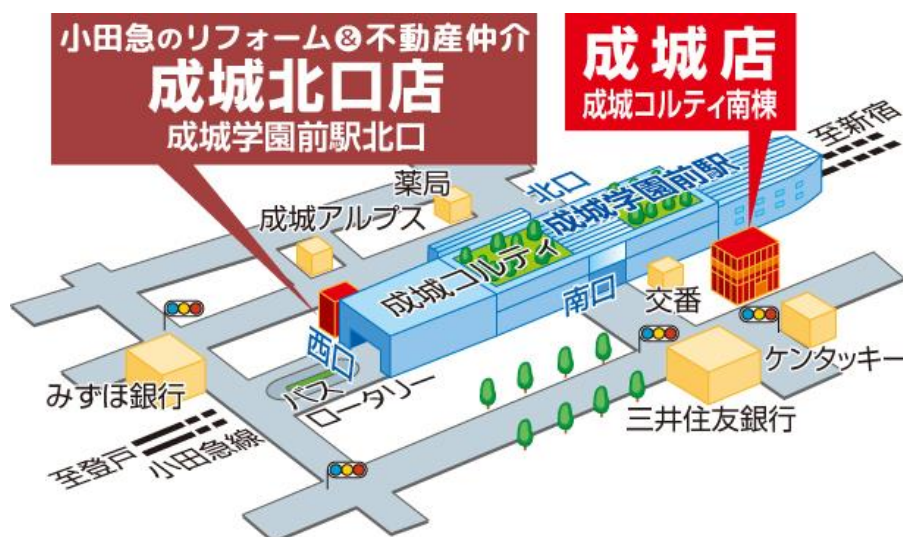 小田急のリフォーム&不動産仲介
成城北口店
成城学園前駅北口
成城店
成城コルティ南棟
至新宿
薬局
北口
成城学園前駅
成城アルプス
成城コルティ
南口
交番
西口
バス
ロータリー
ケンタッキー
みずほ銀行
三井住友銀行
至登戸
小田急線